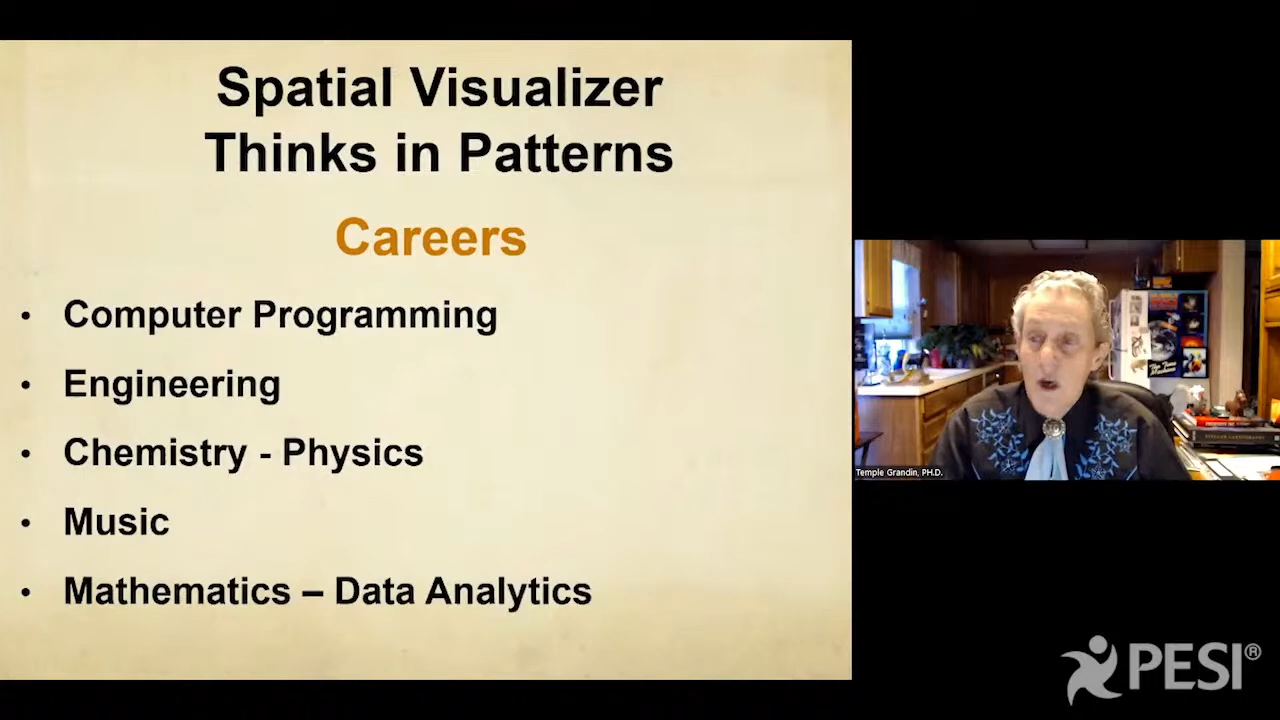 Spatial Visualizer
Thinks in Patterns
Careers
• Computer Programming
• Engineering
• Chemistry - Physics
• Music
• Mathematics – Data Analytics
Temple Grandin, PH.D.
PESI®